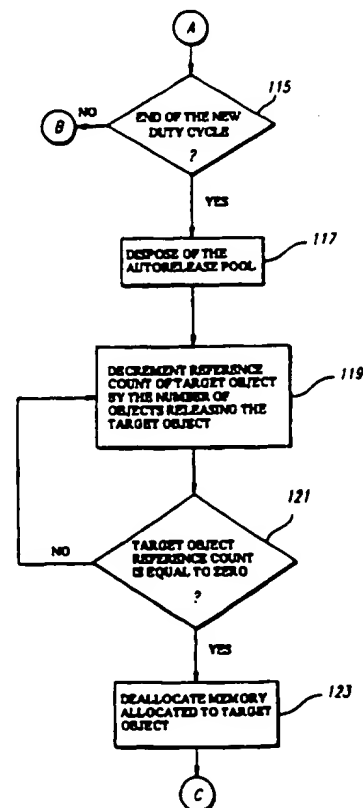 A
115
NO
B
END OF THE NEW
DUTY CYCLE
?
YES
117
DISPOSE OF THE
AUTORELEASE POOL
DECREMENT REFERENCE
COUNT OF TARGET OBJECT
BY THE NUMBER OF
OBJECTS RELEASING THE
TARGET OBJECT
119
121
NO
TARGET OBJECT
REFERENCE COUNT
IS EQUAL TO ZERO
?
YES
123
DEALLOCATE MEMORY
ALLOCATED TO TARGET
OBJECT
C